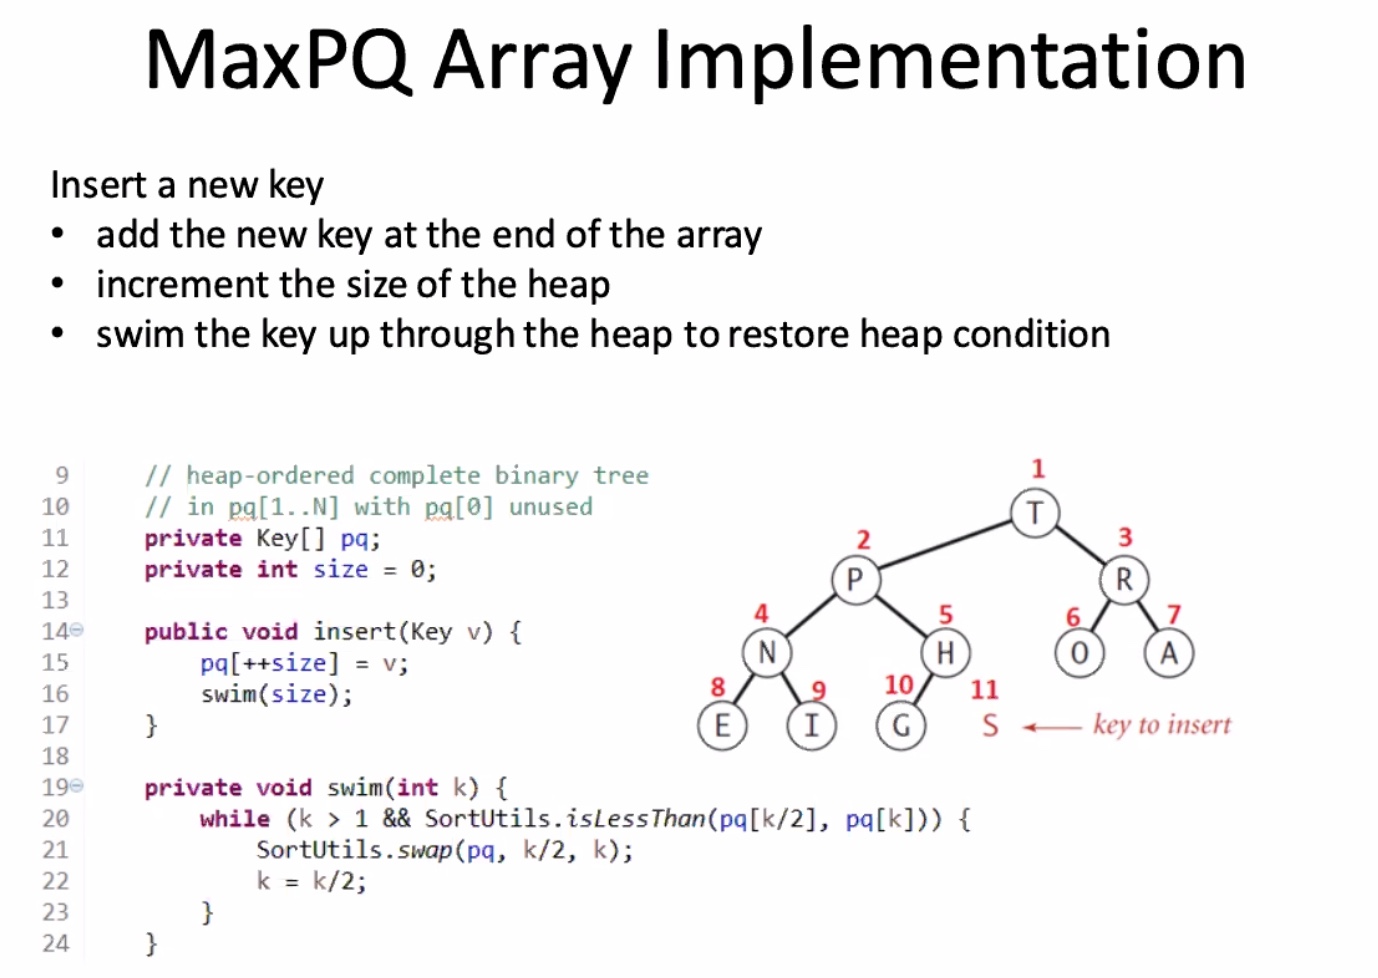 MaxPQ Array Implementation
Insert a new key
• add the new key at the end of the array
• increment the size of the heap
• swim the key up through the heap to restore heap condition
9 // heap-ordered complete binary tree
10 // in pq[1..N] with pq[0] unused
11 private Key[] pq;
12 private int size = 0;
13
14 public void insert(Key v) {
15 pq[++size] = v;
16 swim(size);
17 }
18
19 private void swim(int k) {
20 while (k > 1 && SortUtils.isLessThan(pq[k/2], pq[k])) {
21 SortUtils.swap(pq, k/2, k);
22 k = k/2;
23 }
24 }
1
T
2 3
P R
4 5 6 7
N H O A
8 9 10 11
E I G S key to insert